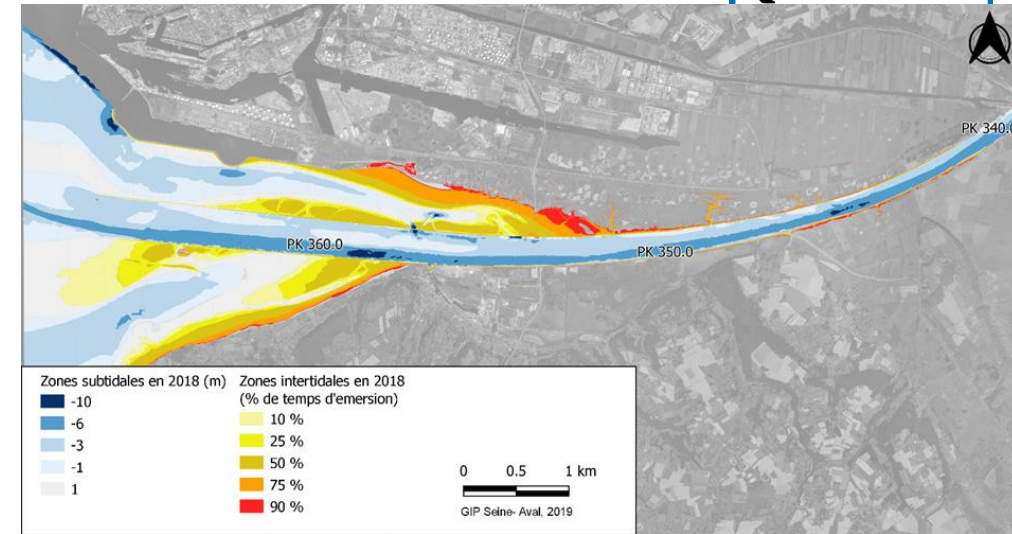 PK 340.0
PK 360.0
PK 350.0
Zones subtidales en 2018 (m)
-10
-6
-3
-1
1
Zones intertidales en 2018
(% de temps d'emersion)
10 %
25 %
50 %
75 %
90 %
0 0.5 1 km
GIP Seine- Aval, 2019